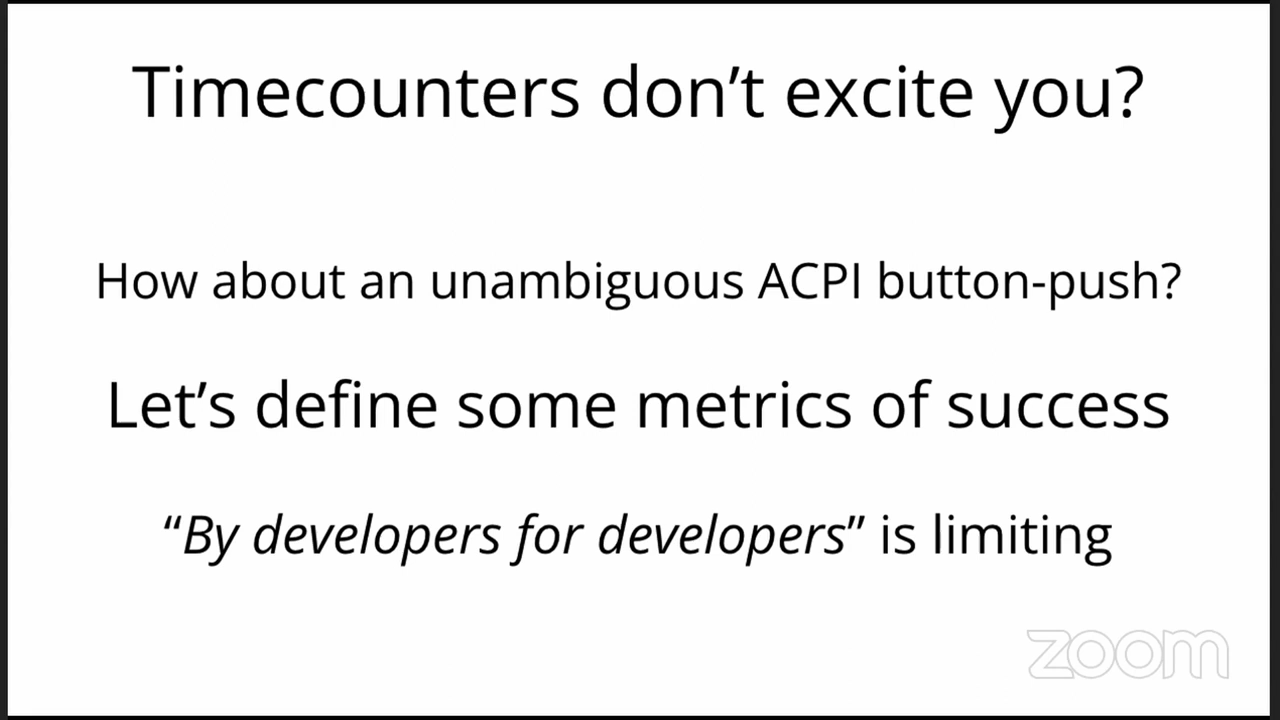 Timecounters don’t excite you?
How about an unambiguous ACPI button-push?
Let’s define some metrics of success
“By developers for developers” is limiting
zoom